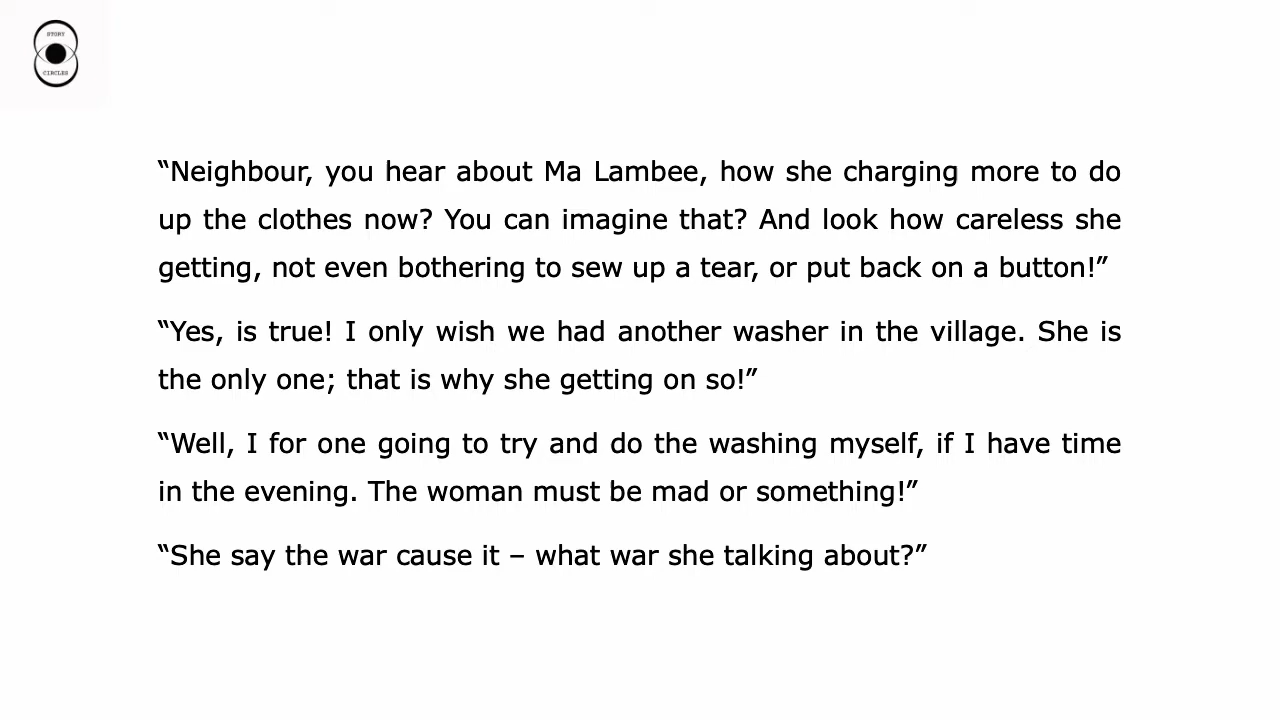 STORY
CIRCLES
“Neighbour, you hear about Ma Lambee, how she charging more to do
up the clothes now? You can imagine that? And look how careless she
getting, not even bothering to sew up a tear, or put back on a button!”
“Yes, is true! I only wish we had another washer in the village. She is
the only one; that is why she getting on so!”
“Well, I for one going to try and do the washing myself, if I have time
in the evening. The woman must be mad or something!”
“She say the war cause it – what war she talking about?”